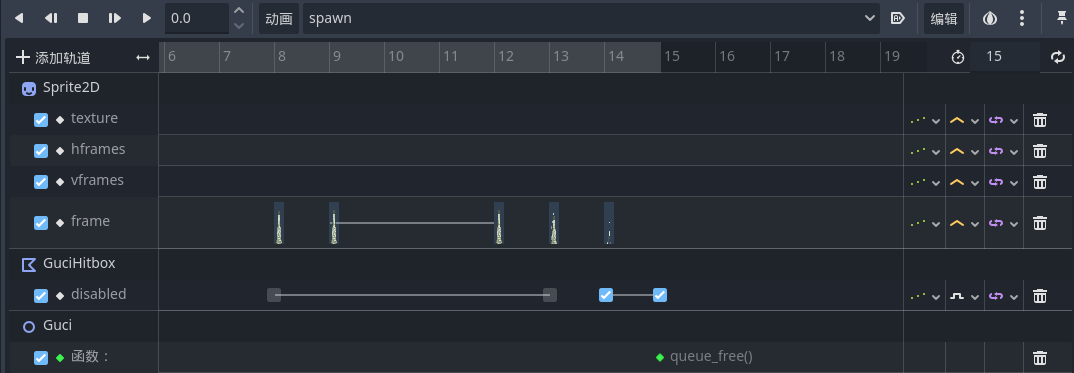 0.0 动画 spawn 编辑
添加轨道 6 7 8 9 10 11 12 13 14 15 16 17 18 19 15
Sprite2D
texture
hframes
vframes
frame
GuciHitbox
disabled
Guci
函数： queue_free()